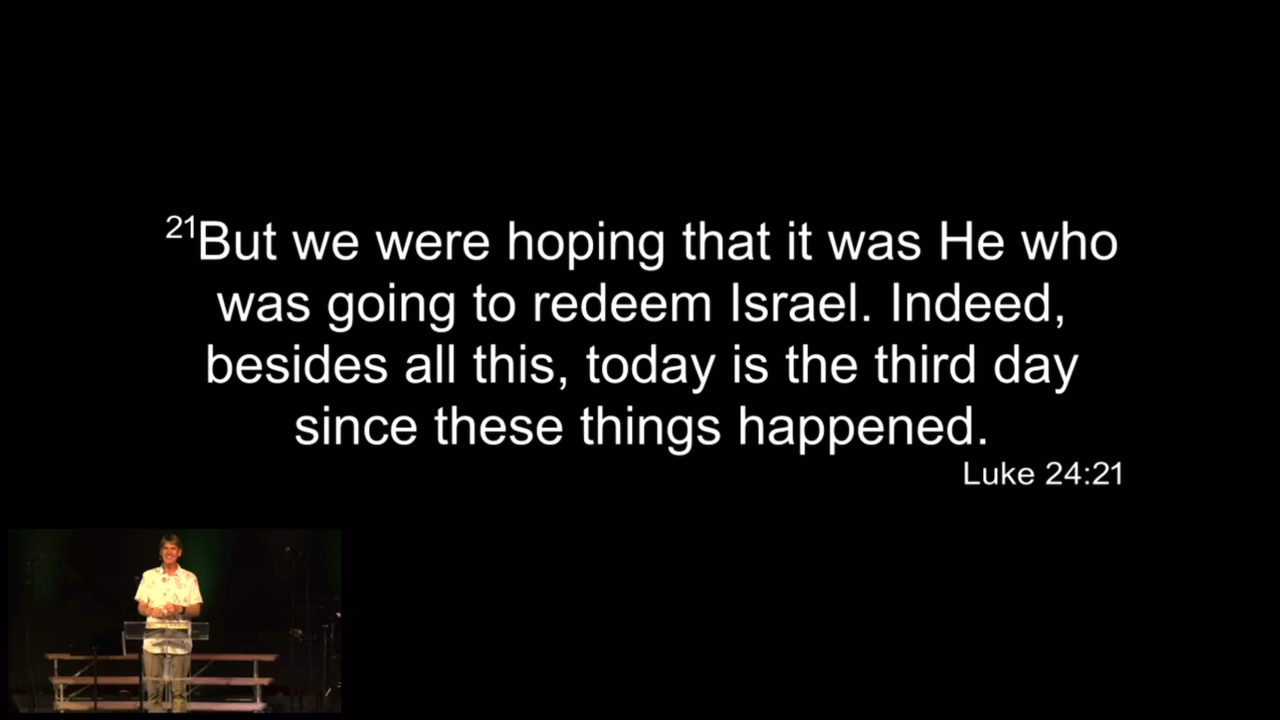 21But we were hoping that it was He who
was going to redeem Israel. Indeed,
besides all this, today is the third day
since these things happened.
Luke 24:21